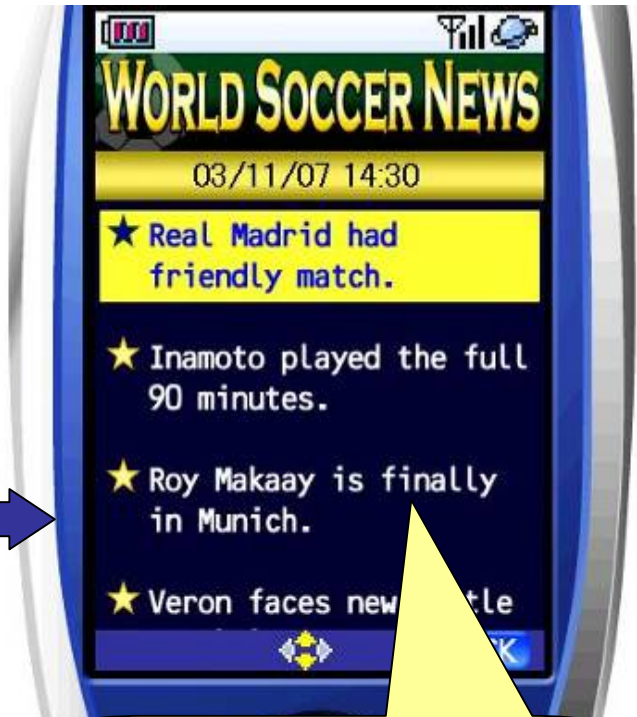 WORLD SOCCER NEWS
03/11/07 14:30
Real Madrid had
friendly match.
Inamoto played the full
90 minutes.
Roy Makaay is finally
in Munich.
Veron faces new